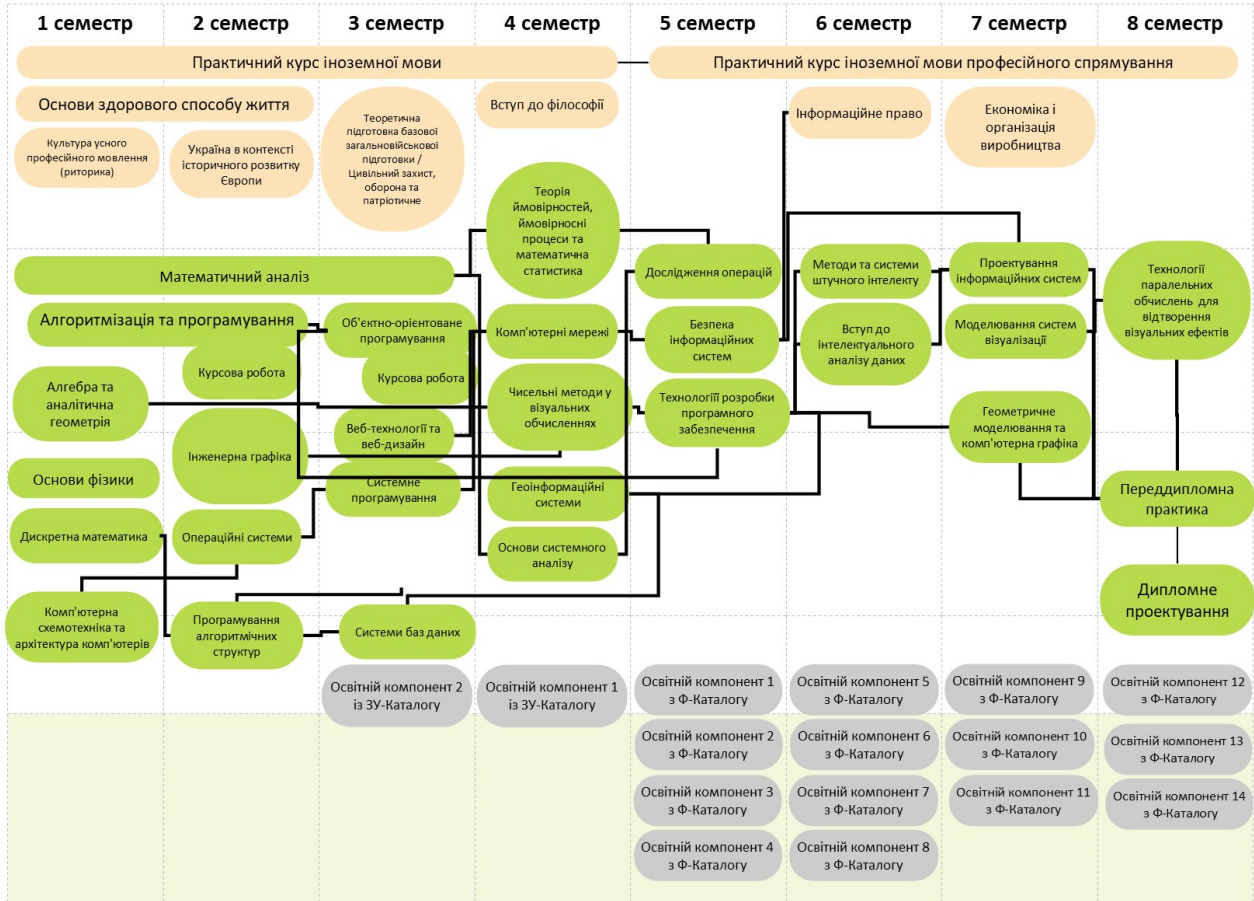 1 семестр
2 семестр
3 семестр
4 семестр
5 семестр
6 семестр
7 семестр
8 семестр
Практичний курс іноземної мови
Практичний курс іноземної мови професійного спрямування
Основи здорового способу життя
Культура усного
професійного мовлення
(риторика)
Україна в контексті
історичного розвитку
Європи
Теоретична
підготовка базової
загальновійськової
підготовки /
Цивільний захист,
оборона та
патріотичне
Вступ до філософії
Інформаційне право
Економіка і
організація
виробництва
Теорія
ймовірностей,
ймовірносні
процеси та
математична
статистика
Математичний аналіз
Дослідження операцій
Методи та системи
штучного інтелекту
Проектування
інформаційних систем
Технології
паралельних
обчислень для
відтворення
візуальних ефектів
Алгоритмізація та програмування
Об'єктно-орієнтоване
програмування
Комп'ютерні мережі
Безпека
інформаційних
систем
Вступ до
інтелектуального
аналізу даних
Моделювання систем
візуалізації
Курсова робота
Курсова робота
Алгебра та
аналітична
геометрія
Чисельні методи у
візуальних
обчисленнях
Технологіїї розробки
програмного
забезпечення
Геометричне
моделювання та
комп'ютерна графіка
Інженерна графіка
Веб-технології та
веб-дизайн
Основи фізики
Системне
програмування
Геоінформаційні
системи
Переддипломна
практика
Дискретна математика
Операційні системи
Основи системного
аналізу
Дипломне
проектування
Комп'ютерна
схемотехніка та
архітектура комп'ютерів
Програмування
алгоритмічних
структур
Системи баз даних
Освітній компонент 2
із ЗУ-Каталогу
Освітній компонент 1
із ЗУ-Каталогу
Освітній компонент 1
з Ф-Каталогу
Освітній компонент 5
з Ф-Каталогу
Освітній компонент 9
з Ф-Каталогу
Освітній компонент 12
з Ф-Каталогу
Освітній компонент 2
з Ф-Каталогу
Освітній компонент 6
з Ф-Каталогу
Освітній компонент 10
з Ф-Каталогу
Освітній компонент 13
з Ф-Каталогу
Освітній компонент 3
з Ф-Каталогу
Освітній компонент 7
з Ф-Каталогу
Освітній компонент 11
з Ф-Каталогу
Освітній компонент 14
з Ф-Каталогу
Освітній компонент 4
з Ф-Каталогу
Освітній компонент 8
з Ф-Каталогу